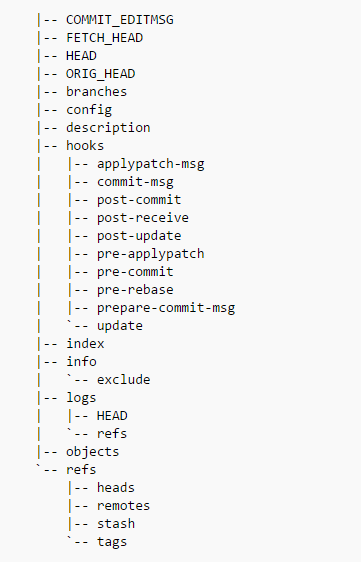 |-- COMMIT_EDITMSG
|-- FETCH_HEAD
|-- HEAD
|-- ORIG_HEAD
|-- branches
|-- config
|-- description
|-- hooks
|   |-- applypatch-msg
|   |-- commit-msg
|   |-- post-commit
|   |-- post-receive
|   |-- post-update
|   |-- pre-applypatch
|   |-- pre-commit
|   |-- pre-rebase
|   |-- prepare-commit-msg
|   `-- update
|-- index
|-- info
|   `-- exclude
|-- logs
|   |-- HEAD
|   `-- refs
|-- objects
`-- refs
    |-- heads
    |-- remotes
    |-- stash
    `-- tags